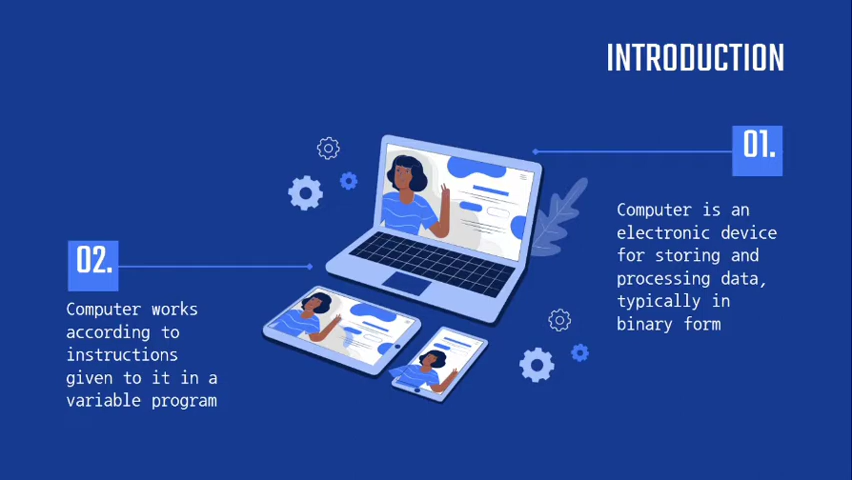 INTRODUCTION
01.
Computer is an
electronic device
for storing and
processing data,
typically in
binary form
02.
Computer works
according to
instructions
given to it in a
variable program